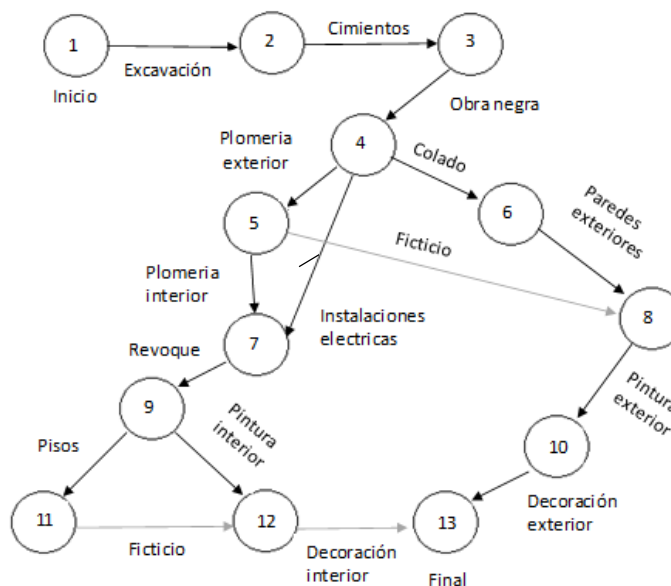 1
2
Cimientos
3
Excavación
Inicio
Obra negra
Plomeria
exterior
4
Colado
5
6
Paredes
exteriores
Ficticio
Plomeria
interior
7
Instalaciones
electricas
8
Revoque
9
Pintura
interior
Pintura
exterior
Pisos
10
11
12
13
Decoración
exterior
Ficticio
Decoración
interior
Final